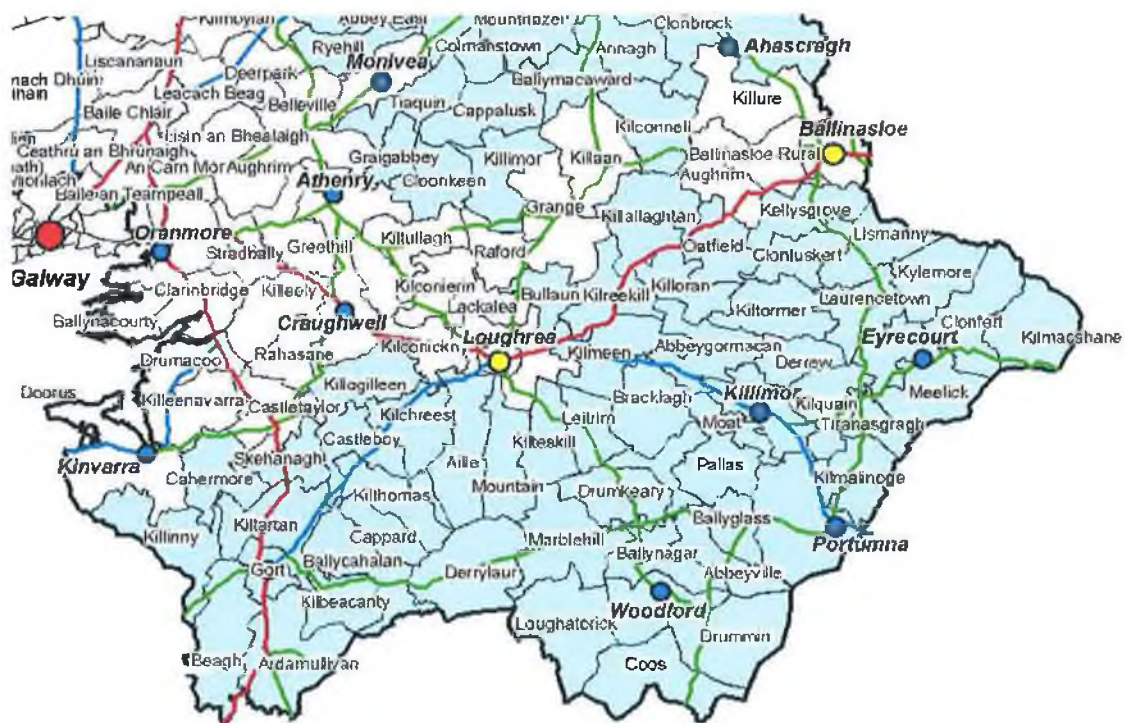 Abbey East
Mounthazel
Clonbrock
Ryehill
Colmanstown
Annagh
Ahascragh
Liscananaun
Monivea
Deerpark
Leacach Beag
Belleville
Tiaquin
Ballymacaward
Killure
Baile Chláir
Cappalusk
Kilconnell
Ballinasloe
Lisin an Bhealaigh
Ceathrú an Bhrúnaigh
Graigabbey
Killimor
Killaan
Ballinasloe Rural
An Carn Mór
Aughrim
Aughrim
Baile an Teampeall
Athenry
Cloonkeen
Kellysgrove
Grange
Killallaghtan
Oranmore
Stradbally
Greethill
Kiltullagh
Raford
Oatfield
Lismanny
Clonluskert
Galway
Kylemore
Clarinbridge
Killeely
Kilconierin
Bullaun
Kilreekill
Killoran
Laurencetown
Lackalea
Kiltormer
Ballynacourty
Craughwell
Clonfert
Loughrea
Kilmacshane
Drumacoo
Rahasane
Kilconickny
Kilmeen
Abbeygormacan
Eyrecourt
Derrew
Doorus
Killogilleen
Killeenavarra
Castletaylor
Kilchreest
Leitrim
Bracklagh
Killimor
Kilquain
Meelick
Moat
Tiranasgragh
Castleboy
Kilteskill
Kinvarra
Skehanagh
Aille
Pallas
Cahermore
Kilmalinoge
Kilthomas
Mountain
Drumkeary
Killinny
Kiltartan
Cappard
Marblehill
Ballyglass
Portumna
Ballycahalan
Ballynagar
Gort
Derrylaur
Abbeyville
Kilbeacanty
Woodford
Loughatorick
Drummin
Beagh
Ardamullivan
Coos